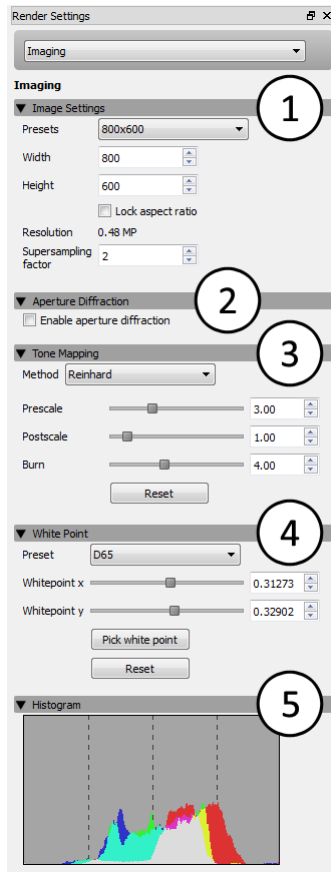 Render Settings
Imaging
Imaging
1
Image Settings
Presets 800x600
Width 800
Height 600
Lock aspect ratio
Resolution 0.48 MP
Supersampling
factor 2
2
Aperture Diffraction
Enable aperture diffraction
3
Tone Mapping
Method Reinhard
Prescale 3.00
Postscale 1.00
Burn 4.00
Reset
4
White Point
Preset D65
Whitepoint x 0.31273
Whitepoint y 0.32902
Pick white point
Reset
5
Histogram